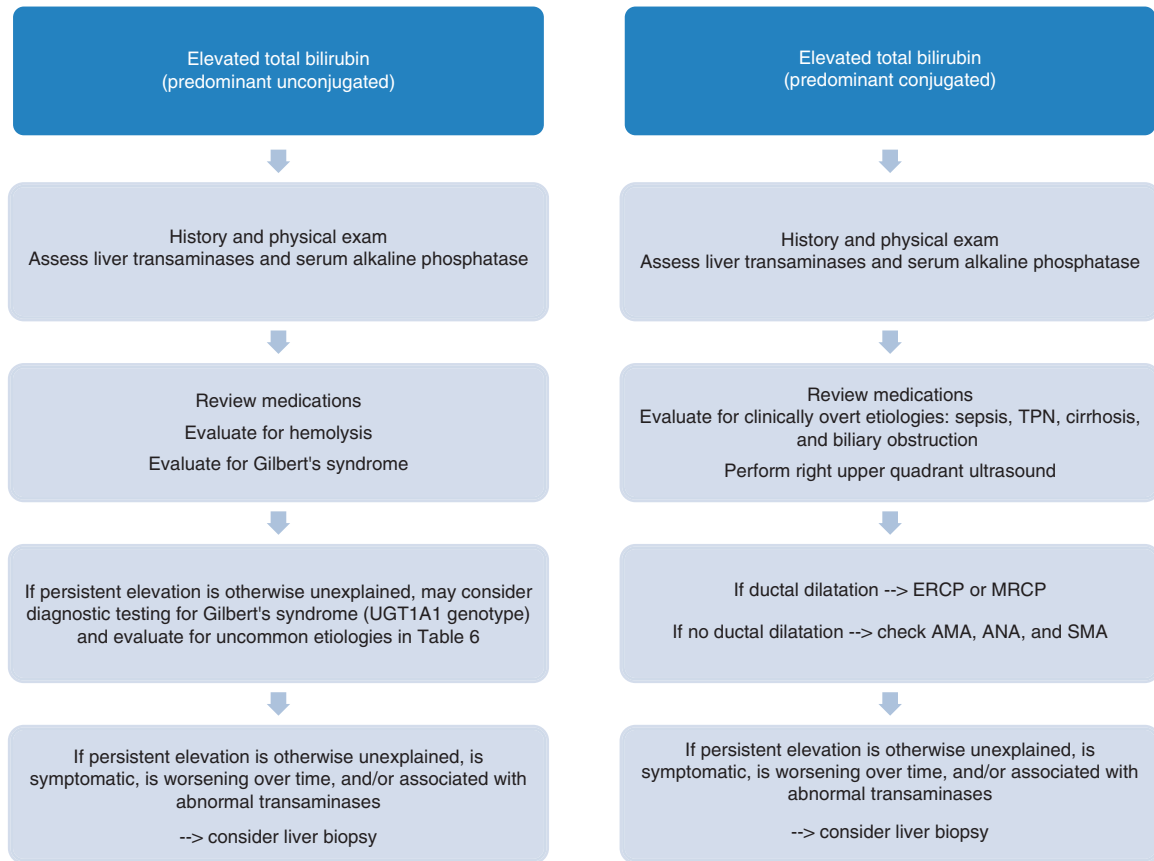 Elevated total bilirubin
(predominant unconjugated)
History and physical exam
Assess liver transaminases and serum alkaline phosphatase
Review medications
Evaluate for hemolysis
Evaluate for Gilbert's syndrome
If persistent elevation is otherwise unexplained, may consider
diagnostic testing for Gilbert's syndrome (UGT1A1 genotype)
and evaluate for uncommon etiologies in Table 6
If persistent elevation is otherwise unexplained, is
symptomatic, is worsening over time, and/or associated with
abnormal transaminases
--> consider liver biopsy
Elevated total bilirubin
(predominant conjugated)
History and physical exam
Assess liver transaminases and serum alkaline phosphatase
Review medications
Evaluate for clinically overt etiologies: sepsis, TPN, cirrhosis,
and biliary obstruction
Perform right upper quadrant ultrasound
If ductal dilatation --> ERCP or MRCP
If no ductal dilatation --> check AMA, ANA, and SMA
If persistent elevation is otherwise unexplained, is
symptomatic, is worsening over time, and/or associated with
abnormal transaminases
--> consider liver biopsy